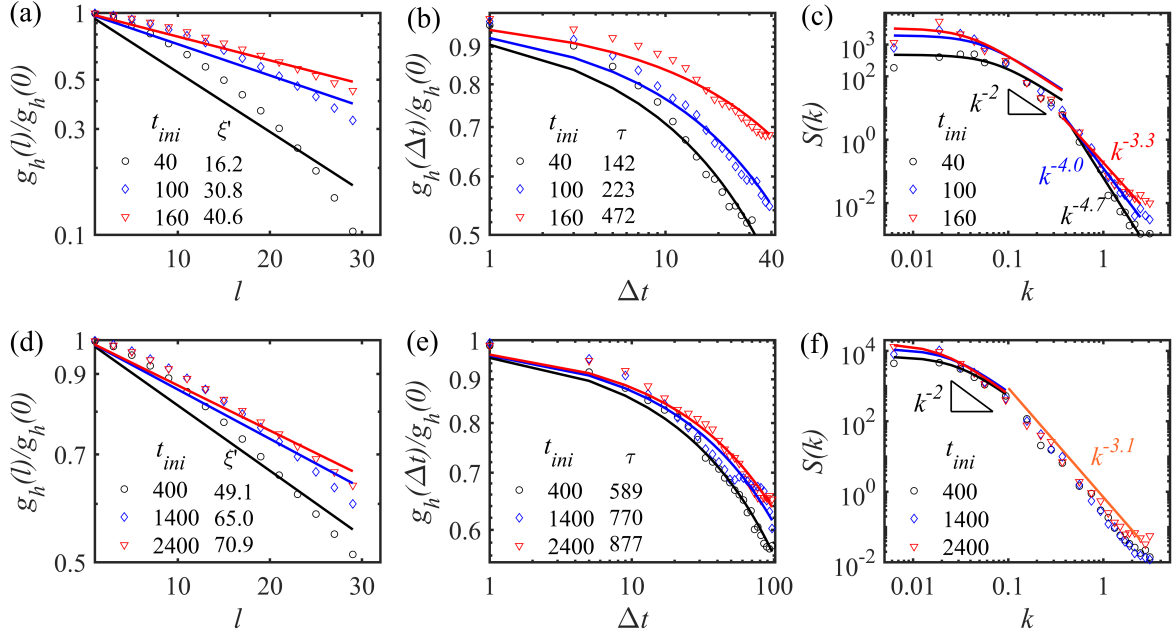 (a)
1
0.5
0.3
0.1
g_h(l)/g_h(0)
t_ini ξ'
40 16.2
100 30.8
160 40.6
10 20 30
l
(b)
0.9
0.8
0.7
0.6
0.5
g_h(Δt)/g_h(0)
t_ini τ
40 142
100 223
160 472
1 10 40
Δt
(c)
10^3
10^2
10^0
10^-2
S(k)
k^-2
k^-3.3
k^-4.0
k^-4.7
t_ini
40
100
160
0.01 0.1 1
k
(d)
1
0.9
0.7
0.5
g_h(l)/g_h(0)
t_ini ξ'
400 49.1
1400 65.0
2400 70.9
10 20 30
l
(e)
1
0.9
0.8
0.7
0.6
g_h(Δt)/g_h(0)
t_ini τ
400 589
1400 770
2400 877
1 10 100
Δt
(f)
10^4
10^2
10^0
10^-2
S(k)
k^-2
k^-3.1
t_ini
400
1400
2400
0.01 0.1 1
k